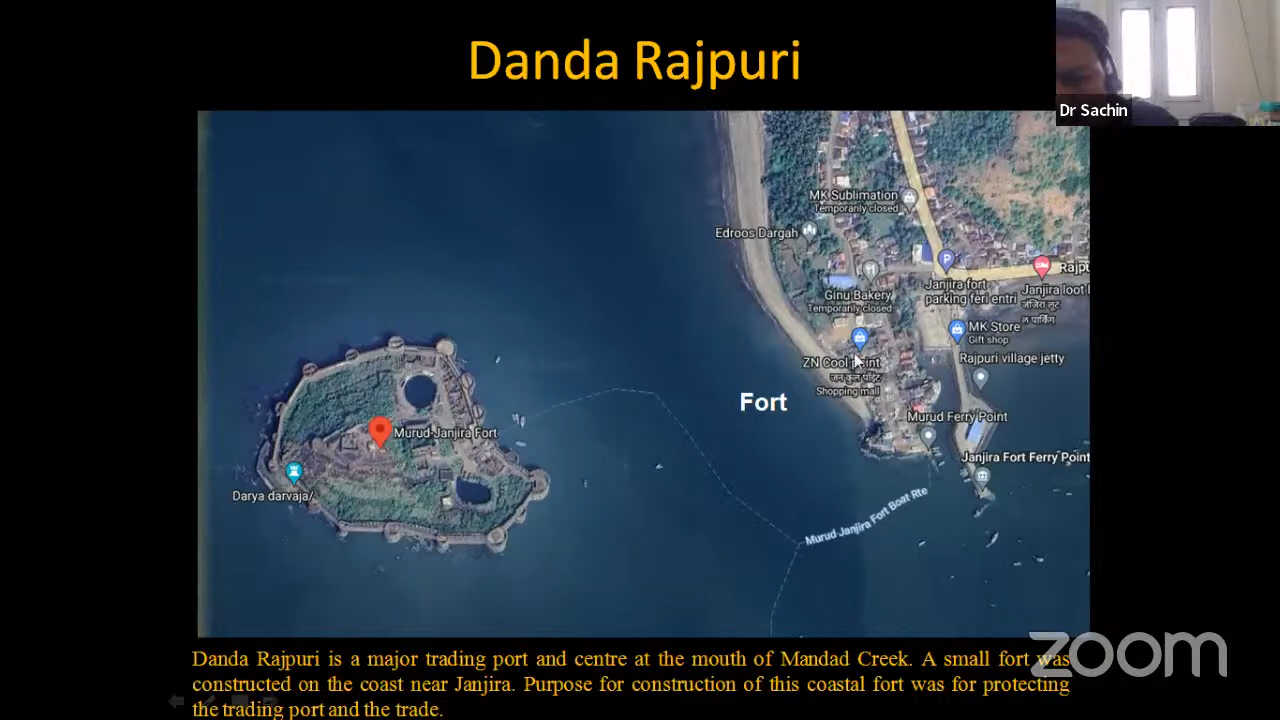 Danda Rajpuri
Dr Sachin
MK Sublimation
Temporarily closed
Edroos Dargah
P
Ginu Bakery
Temporarily closed
Janjira fort
parking feri entri
Rajpu
Janjira loot
जंजिरा लूट
ल पार्किंग
MK Store
Gift shop
ZN Cool point
जन कूल पॉइंट
Shopping mall
Rajpuri village jetty
Fort
Murud Ferry Point
Murud-Janjira Fort
Janjira Fort Ferry Point
Darya darvaja/
Murud Janjira Fort Boat Rte
zoom
Danda Rajpuri is a major trading port and centre at the mouth of Mandad Creek. A small fort was
constructed on the coast near Janjira. Purpose for construction of this coastal fort was for protecting
the trading port and the trade.